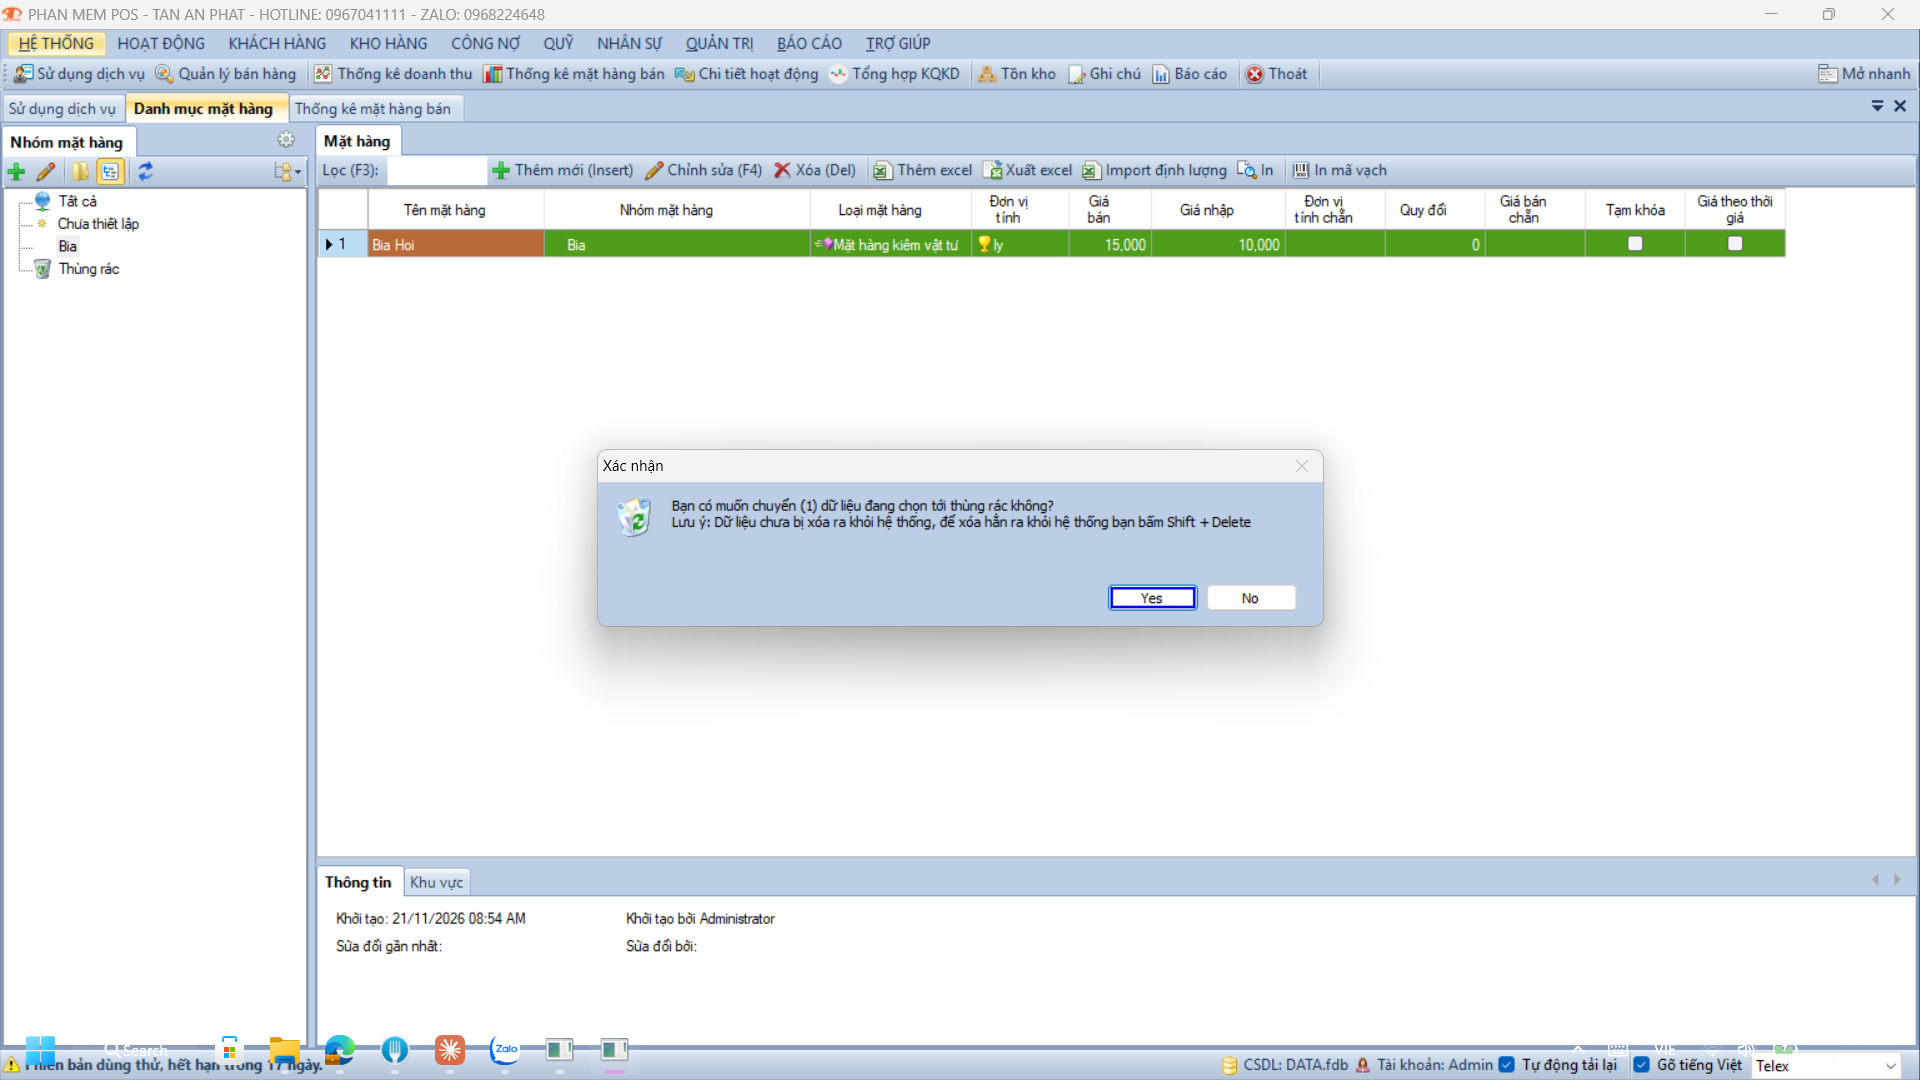 PHAN MEM POS - TAN AN PHAT - HOTLINE: 0967041111 - ZALO: 0968224648
HỆ THỐNG HOẠT ĐỘNG KHÁCH HÀNG KHO HÀNG CÔNG NỢ QUỸ NHÂN SỰ QUẢN TRỊ BÁO CÁO TRỢ GIÚP
Sử dụng dịch vụ Quản lý bán hàng Thống kê doanh thu Thống kê mặt hàng bán Chi tiết hoạt động Tổng hợp KQKD Tồn kho Ghi chú Báo cáo Thoát Mở nhanh
Sử dụng dịch vụ Danh mục mặt hàng Thống kê mặt hàng bán
Nhóm mặt hàng
Mặt hàng
Lọc (F3): Thêm mới (Insert) Chỉnh sửa (F4) Xóa (Del) Thêm excel Xuất excel Import định lượng In In mã vạch
Tất cả
Chưa thiết lập
Bia
Thùng rác
Tên mặt hàng Nhóm mặt hàng Loại mặt hàng Đơn vị tính Giá bán Giá nhập Đơn vị tính chẵn Quy đổi Giá bán chẵn Tạm khóa Giá theo thời giá
1 Bia Hoi Bia Mặt hàng kiêm vật tư ly 15,000 10,000 0
Xác nhận
Bạn có muốn chuyển (1) dữ liệu đang chọn tới thùng rác không?
Lưu ý: Dữ liệu chưa bị xóa ra khỏi hệ thống, để xóa hẳn ra khỏi hệ thống bạn bấm Shift + Delete
Yes No
Thông tin Khu vực
Khởi tạo: 21/11/2026 08:54 AM Khởi tạo bởi Administrator
Sửa đổi gần nhất: Sửa đổi bởi:
Search
Zalo
VIE
Phiên bản dùng thử, hết hạn trong 17 ngày.
CSDL: DATA.fdb Tài khoản: Admin Tự động tải lại Gõ tiếng Việt Telex